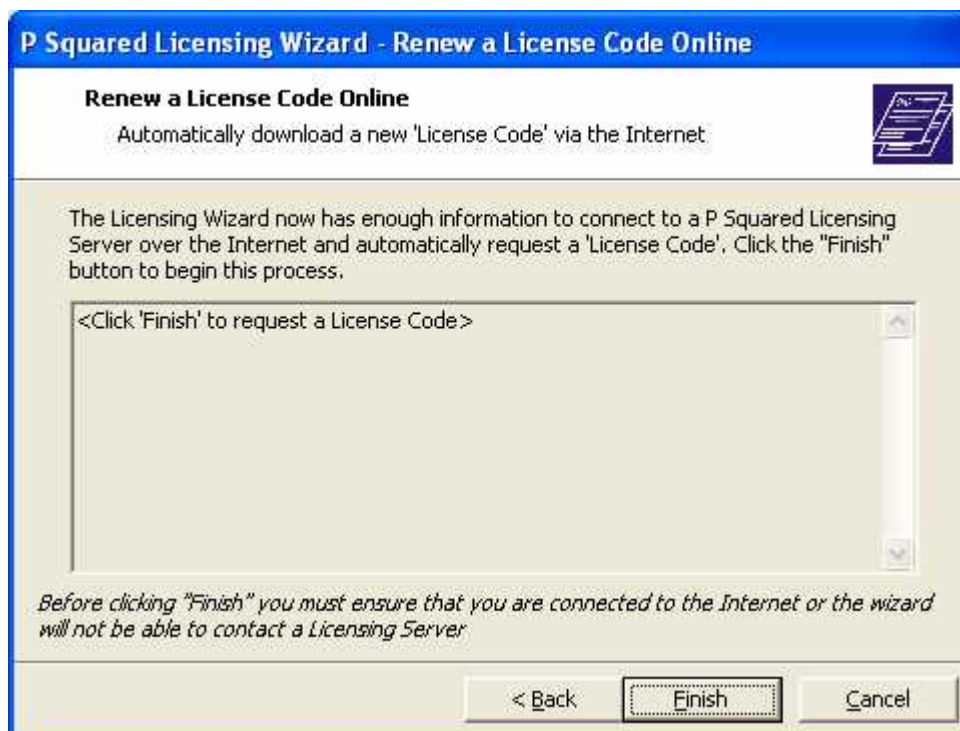 P Squared Licensing Wizard - Renew a License Code Online
Renew a License Code Online
Automatically download a new 'License Code' via the Internet
The Licensing Wizard now has enough information to connect to a P Squared Licensing
Server over the Internet and automatically request a 'License Code'. Click the "Finish"
button to begin this process.
<Click 'Finish' to request a License Code>
Before clicking "Finish" you must ensure that you are connected to the Internet or the wizard
will not be able to contact a Licensing Server
< Back Finish Cancel